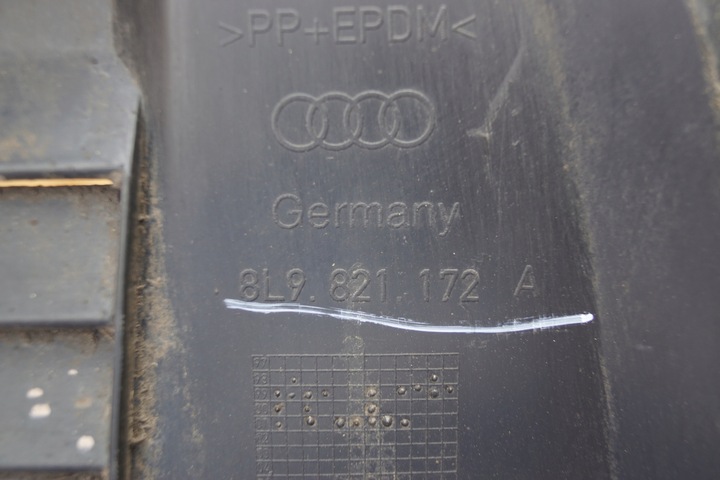 >PP+EPDM<
Germany
8L9. 821. 172 A